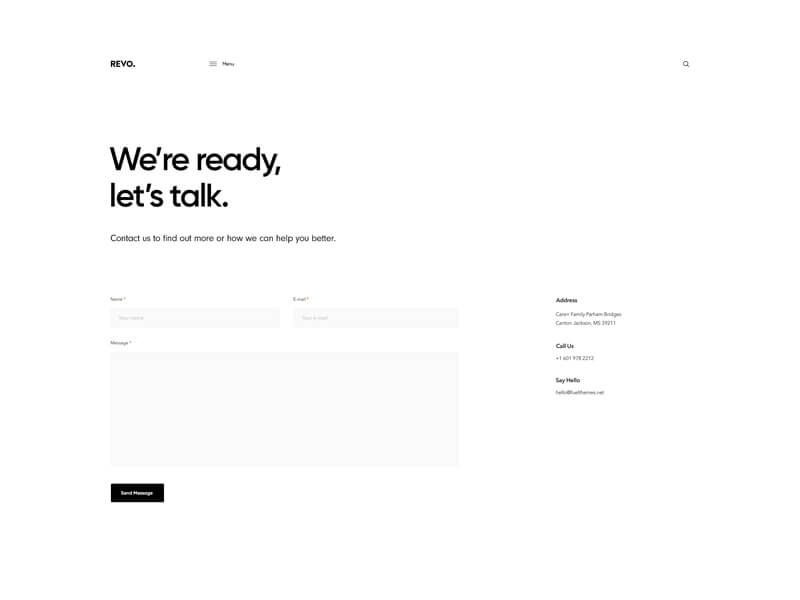 REVO.
Menu
We're ready,
let's talk.
Contact us to find out more or how we can help you better.
Name *
E-mail *
Your name
Your e-mail
Message *
Send Message
Address
Care+ Family Parham Bridges
Canton Jackson, MS 39211
Call Us
+1 601 978 2212
Say Hello
hello@fuelthemes.net